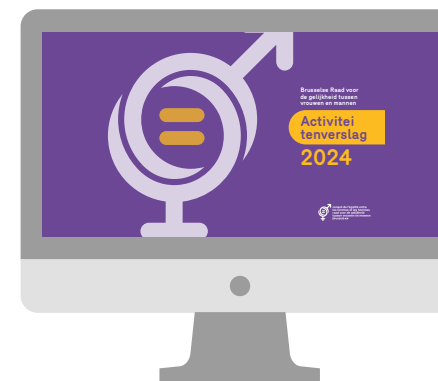 Brusselse Raad voor
de gelijkheid tussen
vrouwen en mannen
Activitei
tenverslag
2024